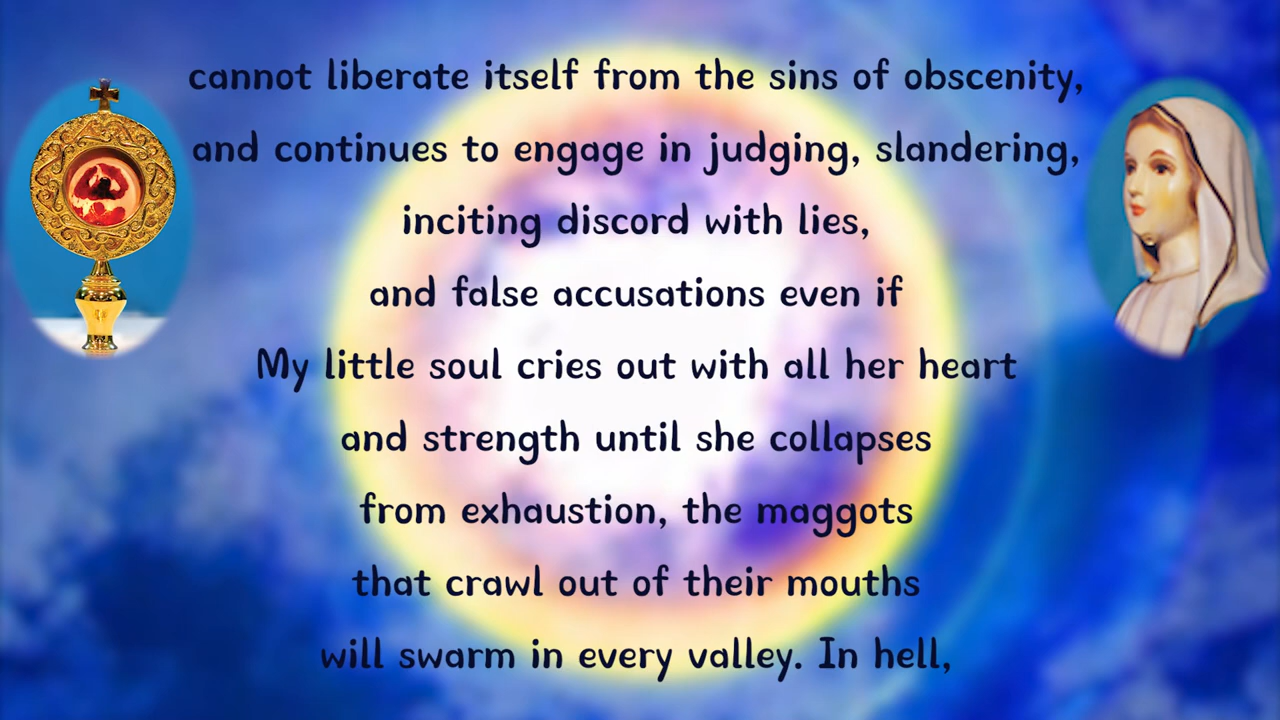 cannot liberate itself from the sins of obscenity,
and continues to engage in judging, slandering,
inciting discord with lies,
and false accusations even if
My little soul cries out with all her heart
and strength until she collapses
from exhaustion, the maggots
that crawl out of their mouths
will swarm in every valley. In hell,